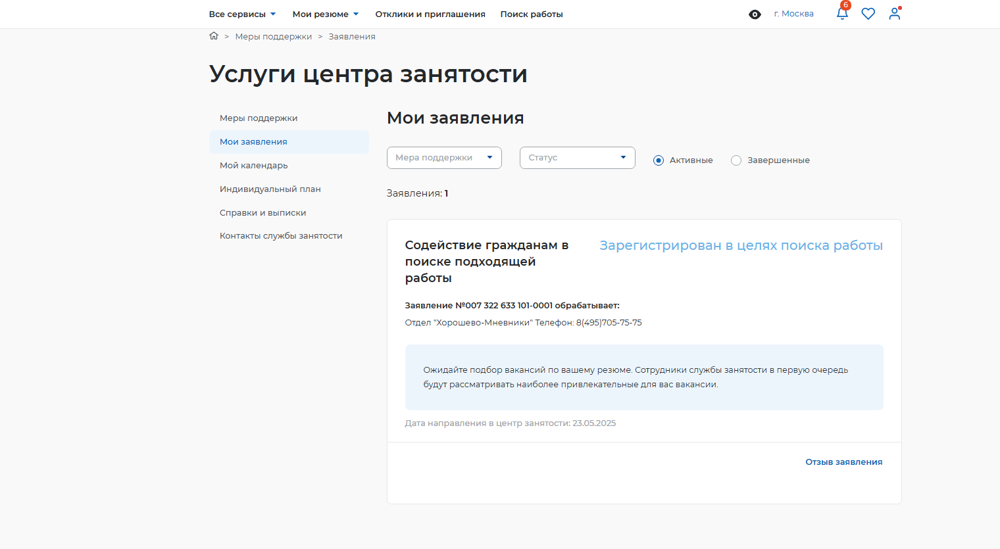 Все сервисы Мои резюме Отклики и приглашения Поиск работы г. Москва 6
> Меры поддержки > Заявления
Услуги центра занятости
Меры поддержки
Мои заявления
Мой календарь
Индивидуальный план
Справки и выписки
Контакты службы занятости
Мои заявления
Мера поддержки Статус Активные Завершенные
Заявления: 1
Содействие гражданам в
поиске подходящей
работы
Зарегистрирован в целях поиска работы
Заявление №007 322 633 101-0001 обрабатывает:
Отдел "Хорошево-Мневники" Телефон: 8(495)705-75-75
Ожидайте подбор вакансий по вашему резюме. Сотрудники службы занятости в первую очередь
будут рассматривать наиболее привлекательные для вас вакансии.
Дата направления в центр занятости: 23.05.2025
Отзыв заявления